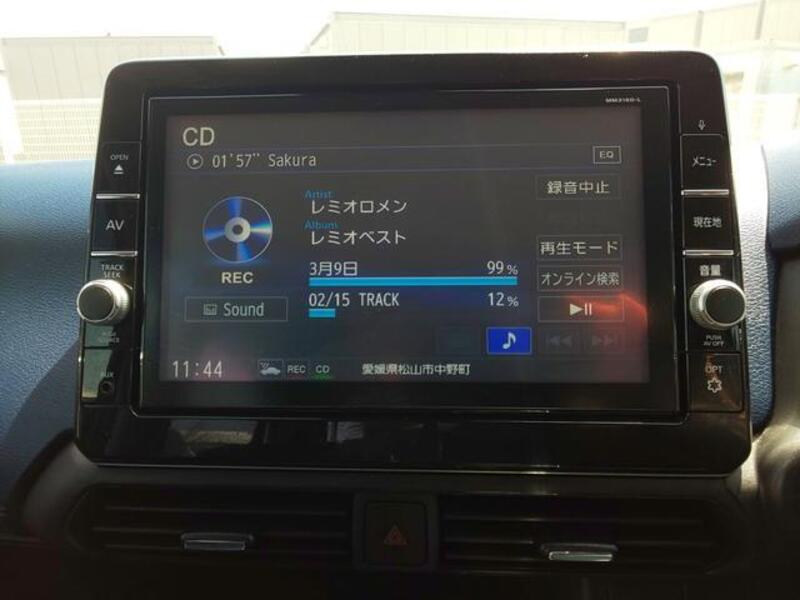 MM319D-L
CD
01'57" Sakura
EQ
Artist
レミオロメン
録音中止
Album
レミオベスト
再生モード
REC
3月9日 99%
オンライン検索
02/15 TRACK 12%
Sound
11:44
REC
CD
愛媛県松山市中野町
OPEN
AV
TRACK
SEEK
AUX
メニュー
現在地
音量
PUSH
AV OFF
OPT